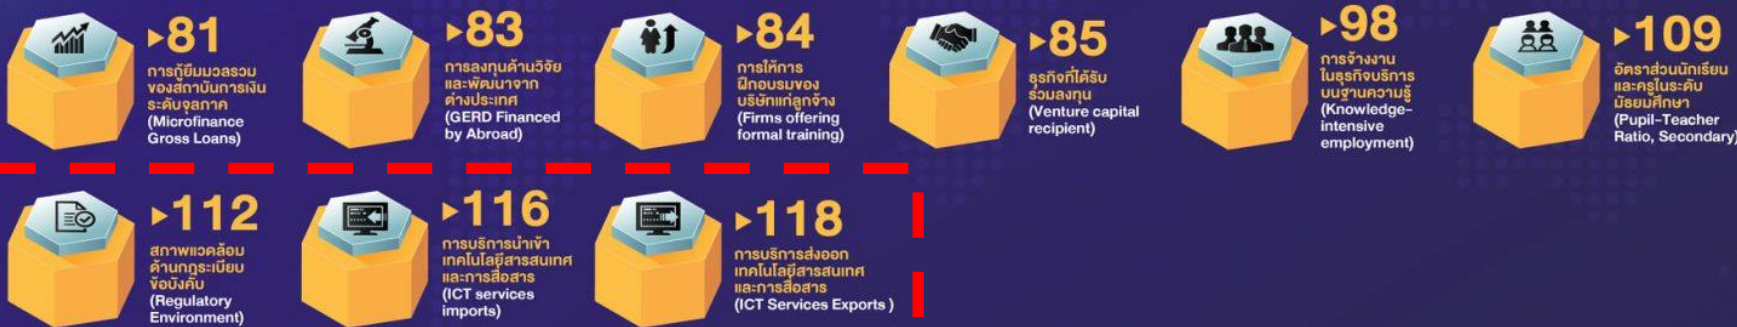 ▸81
การกู้ยืมมวลรวม
ของสถาบันการเงิน
ระดับจุลภาค
(Microfinance
Gross Loans)
▸83
การลงทุนด้านวิจัย
และพัฒนาจาก
ต่างประเทศ
(GERD Financed
by Abroad)
▸84
การให้การ
ฝึกอบรมของ
บริษัทแก่ลูกจ้าง
(Firms offering
formal training)
▸85
ธุรกิจที่ได้รับ
ร่วมลงทุน
(Venture capital
recipient)
▸98
การจ้างงาน
ในธุรกิจบริการ
บนฐานความรู้
(Knowledge-
intensive
employment)
▸109
อัตราส่วนนักเรียน
และครูในระดับ
มัธยมศึกษา
(Pupil-Teacher
Ratio, Secondary)
▸112
สภาพแวดล้อม
ด้านกฎระเบียบ
ข้อบังคับ
(Regulatory
Environment)
▸116
การบริการนำเข้า
เทคโนโลยีสารสนเทศ
และการสื่อสาร
(ICT services
imports)
▸118
การบริการส่งออก
เทคโนโลยีสารสนเทศ
และการสื่อสาร
(ICT Services Exports )